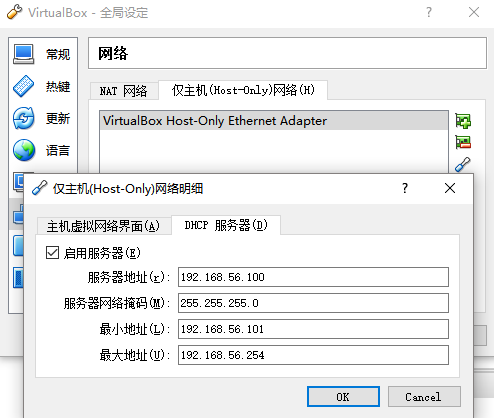 VirtualBox - 全局设定
?
常规
热键
更新
语言
网络
NAT 网络
仅主机(Host-Only)网络(H)
VirtualBox Host-Only Ethernet Adapter
仅主机(Host-Only)网络明细
?
主机虚拟网络界面(A)
DHCP 服务器(D)
启用服务器(E)
服务器地址(r):
192.168.56.100
服务器网络掩码(M):
255.255.255.0
最小地址(L):
192.168.56.101
最大地址(U):
192.168.56.254
OK
Cancel